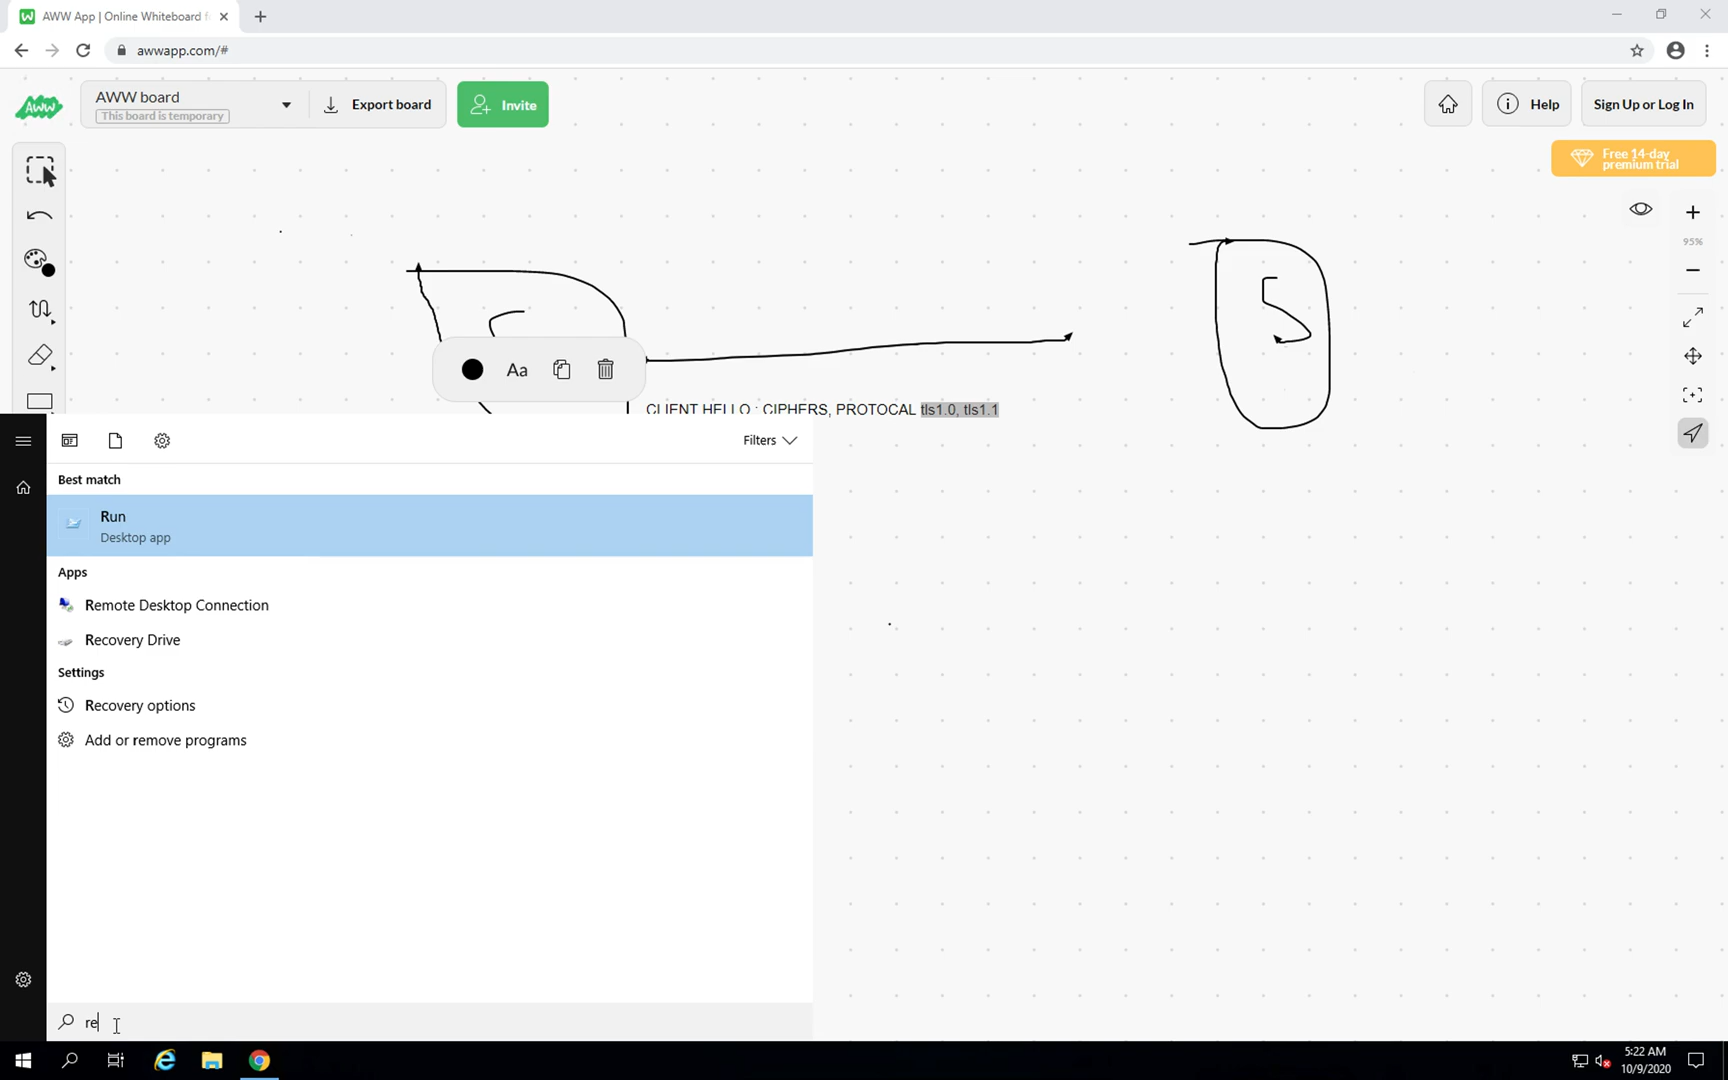 AWW App | Online Whiteboard f
awwapp.com/#
AWW
AWW board
This board is temporary
Export board
Invite
Help
Sign Up or Log In
Free 14-day
premium trial
95%
C
S
Aa
CLIENT HELLO : CIPHERS, PROTOCAL tls1.0, tls1.1
Filters
Best match
Run
Desktop app
Apps
Remote Desktop Connection
Recovery Drive
Settings
Recovery options
Add or remove programs
re
5:22 AM
10/9/2020